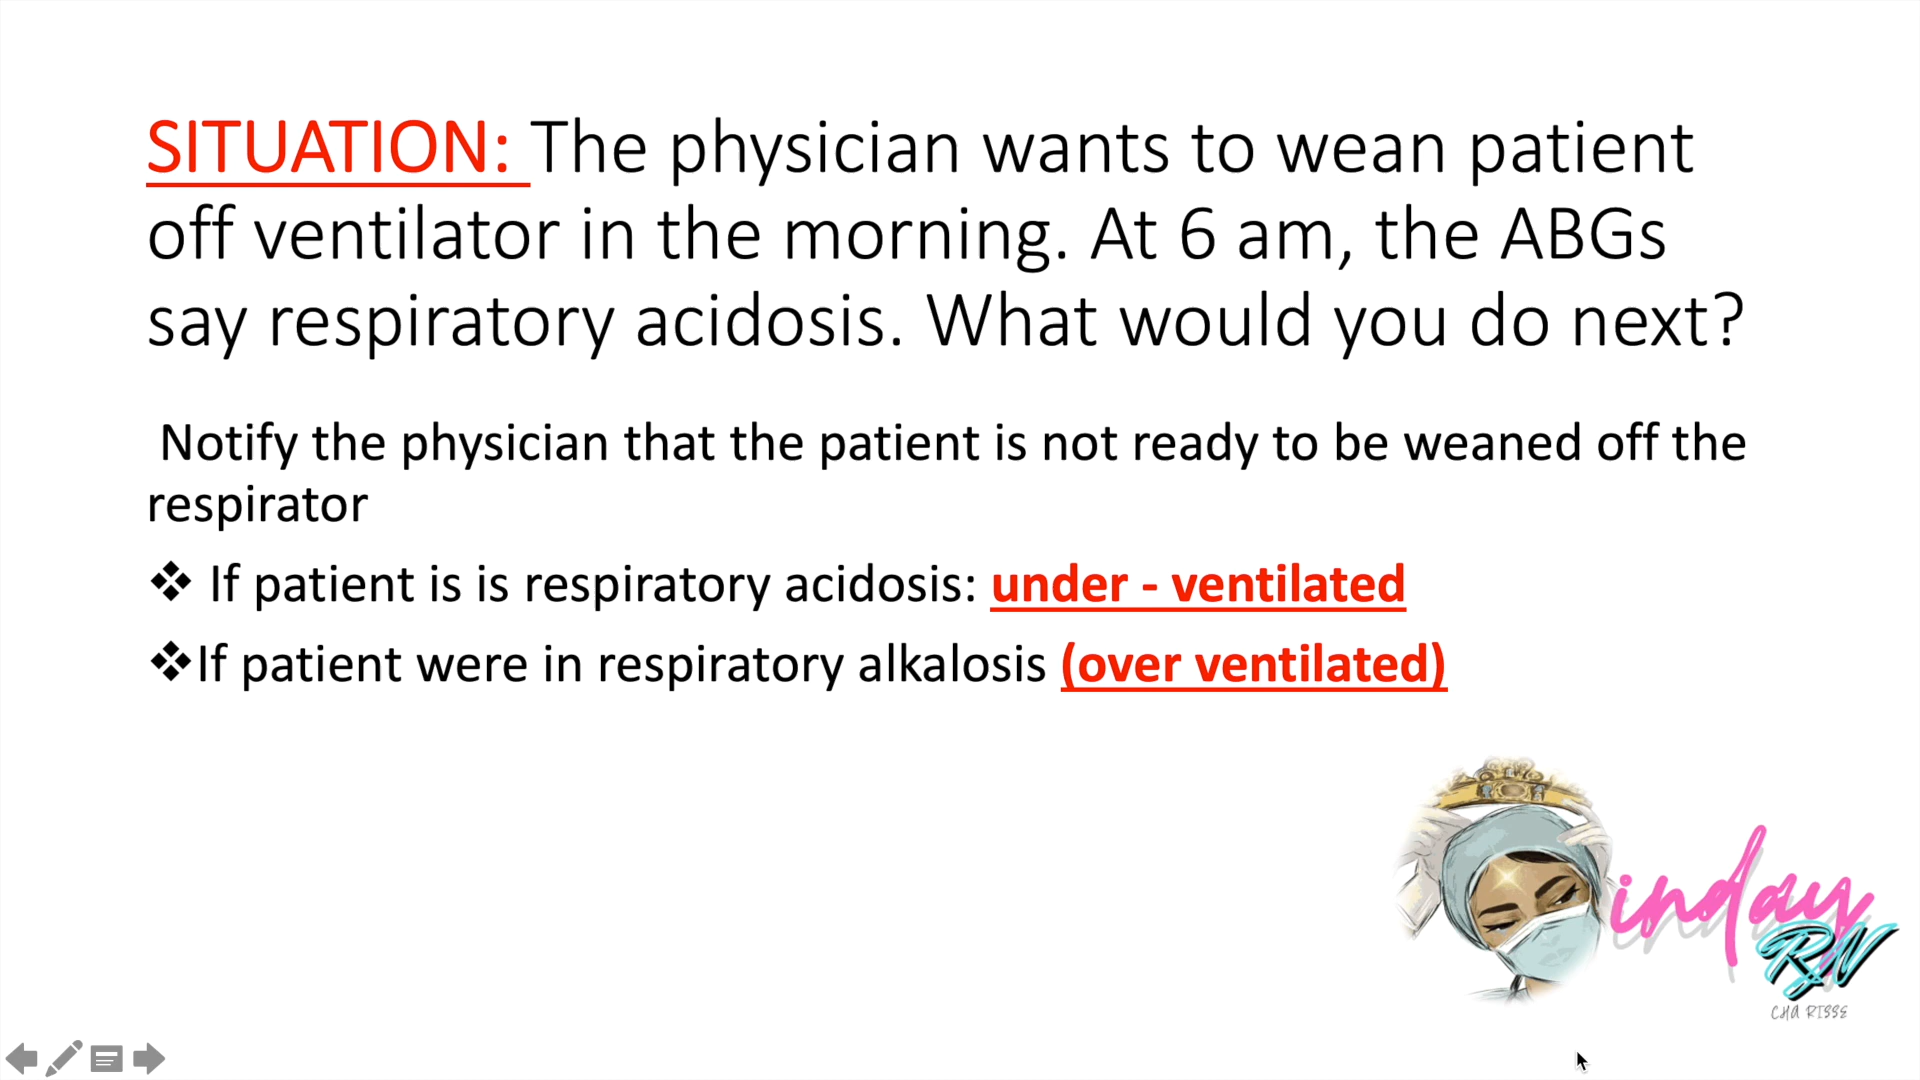 SITUATION: The physician wants to wean patient
off ventilator in the morning. At 6 am, the ABGs
say respiratory acidosis. What would you do next?
Notify the physician that the patient is not ready to be weaned off the
respirator
❖ If patient is is respiratory acidosis: under - ventilated
❖If patient were in respiratory alkalosis (over ventilated)
inday
RN
CHA RISSE